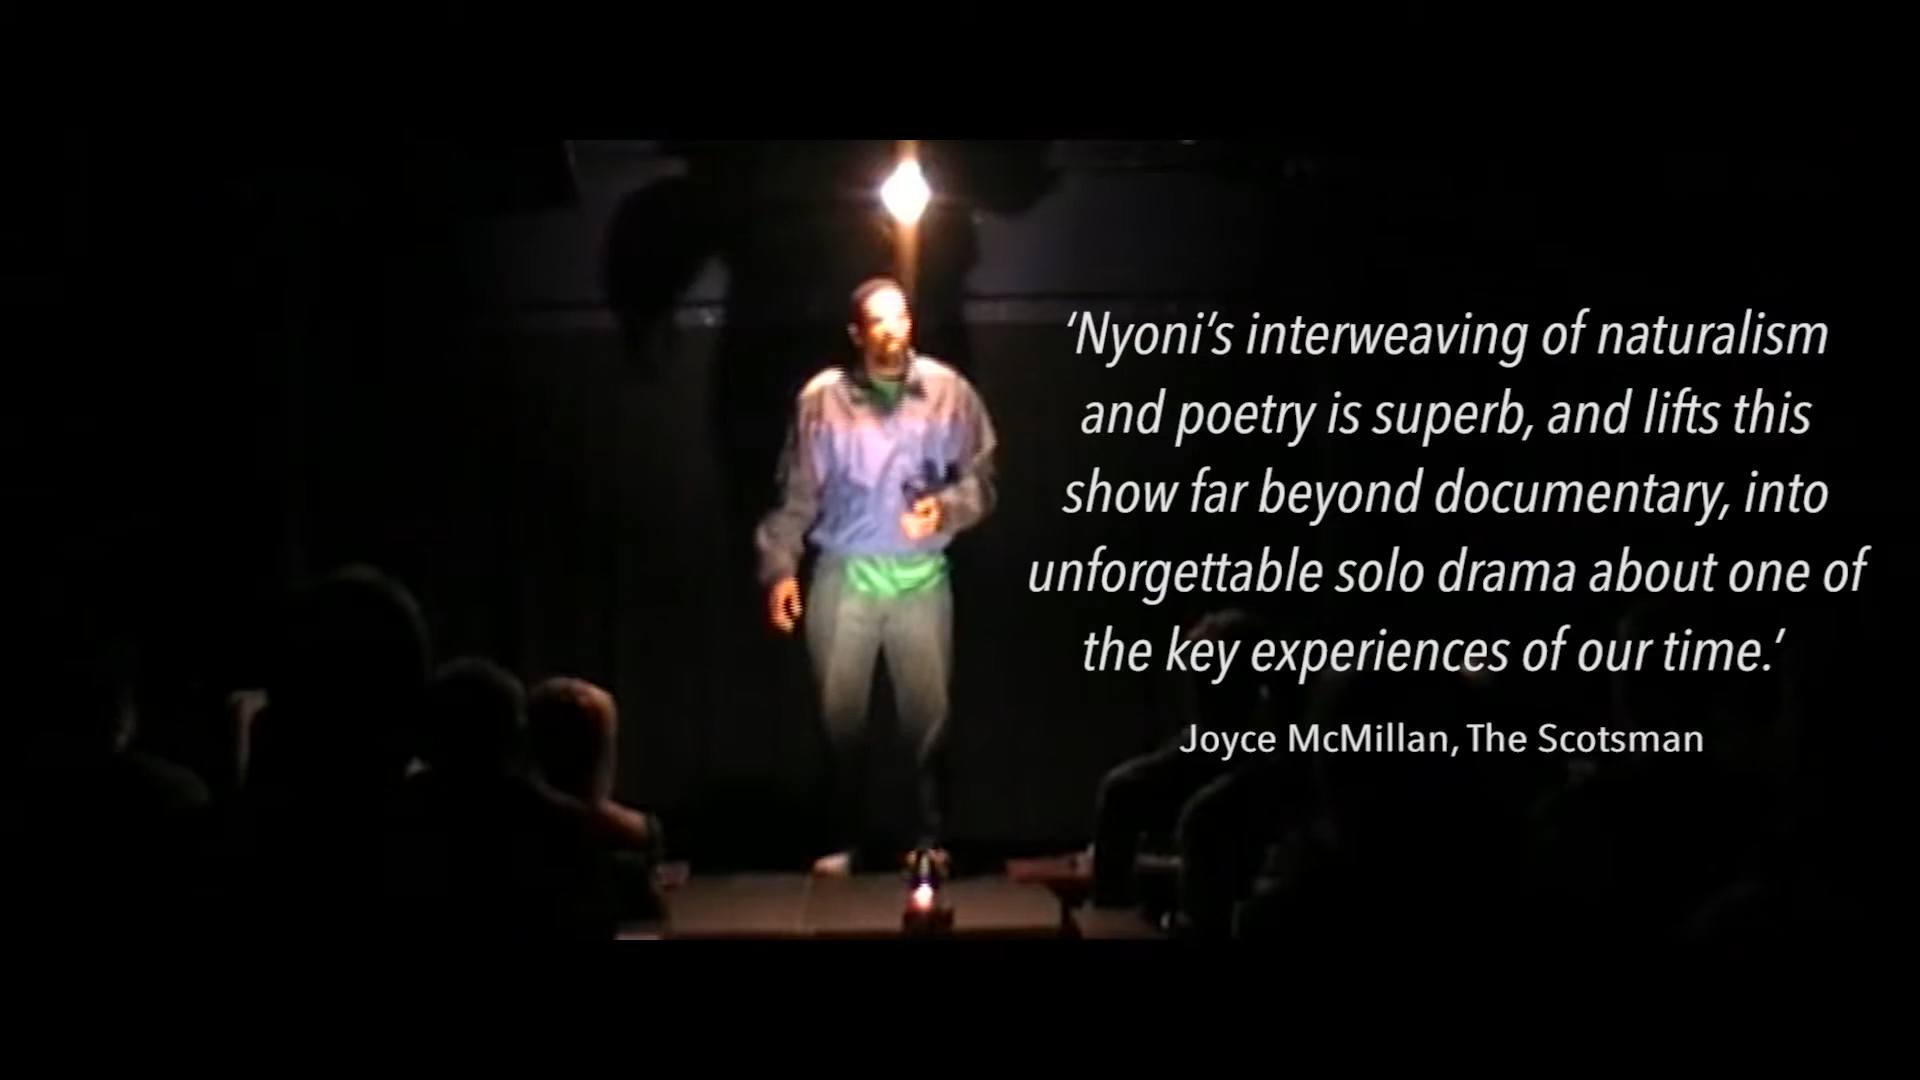 ‘Nyoni’s interweaving of naturalism
and poetry is superb, and lifts this
show far beyond documentary, into
unforgettable solo drama about one of
the key experiences of our time.’
Joyce McMillan, The Scotsman